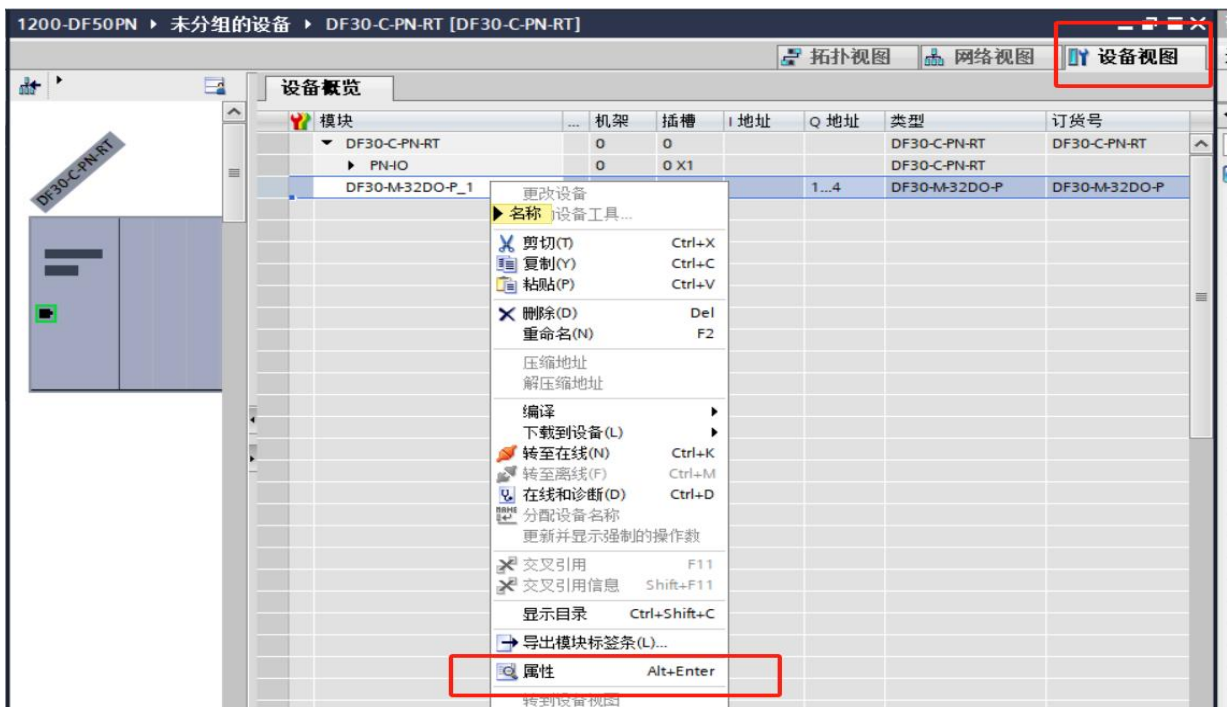 1200-DF50PN ▸ 未分组的设备 ▸ DF30-C-PN-RT [DF30-C-PN-RT]
拓扑视图 网络视图 设备视图
设备概览
DF30-C-PN-RT
模块 ... 机架 插槽 I 地址 Q 地址 类型 订货号
DF30-C-PN-RT 0 0 DF30-C-PN-RT DF30-C-PN-RT
PN-IO 0 0 X1 DF30-C-PN-RT
DF30-M-32DO-P_1 1...4 DF30-M-32DO-P DF30-M-32DO-P
更改设备
名称
设备工具...
剪切(T) Ctrl+X
复制(Y) Ctrl+C
粘贴(P) Ctrl+V
删除(D) Del
重命名(N) F2
压缩地址
解压缩地址
编译
下载到设备(L)
转至在线(N) Ctrl+K
转至离线(F) Ctrl+M
在线和诊断(D) Ctrl+D
分配设备名称
更新并显示强制的操作数
交叉引用 F11
交叉引用信息 Shift+F11
显示目录 Ctrl+Shift+C
导出模块标签条(L)...
属性 Alt+Enter
转到设备视图